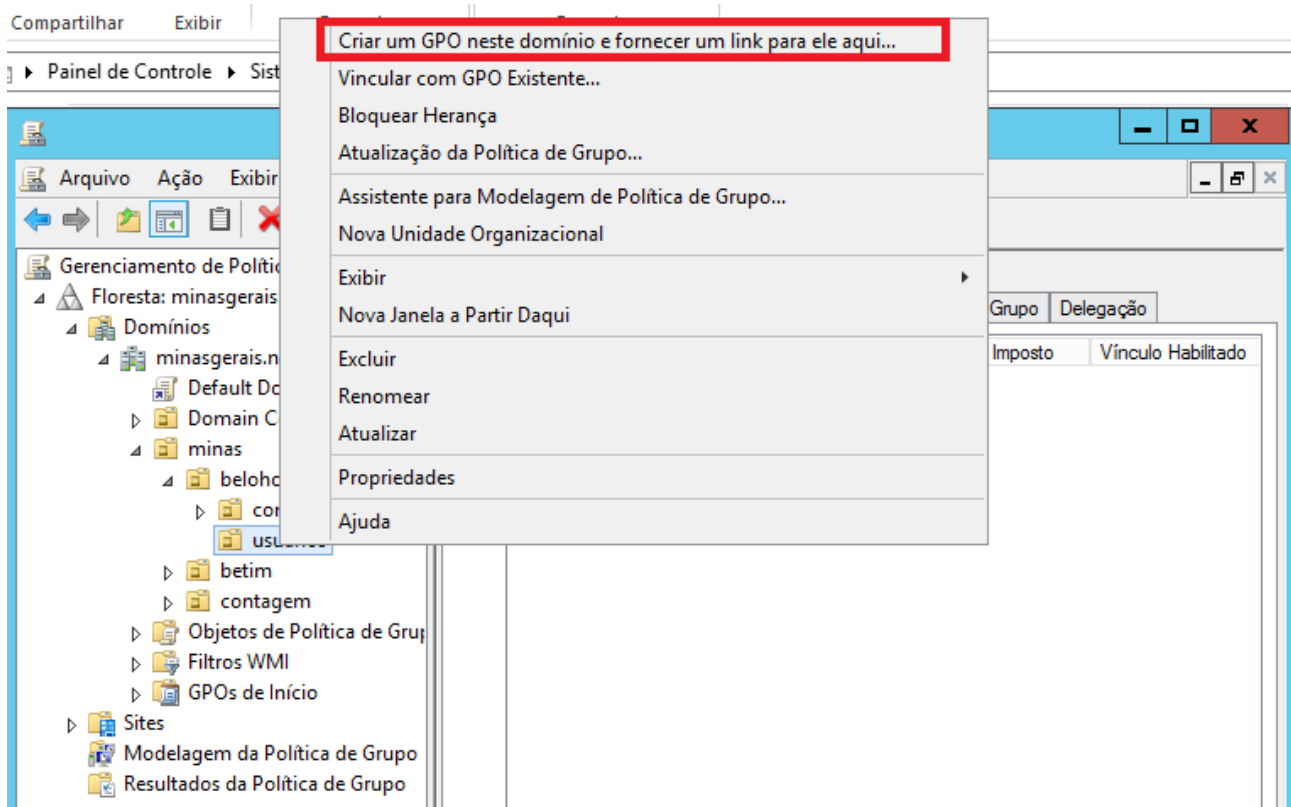 Compartilhar Exibir
Painel de Controle Sist
Criar um GPO neste domínio e fornecer um link para ele aqui...
Vincular com GPO Existente...
Bloquear Herança
Atualização da Política de Grupo...
Assistente para Modelagem de Política de Grupo...
Nova Unidade Organizacional
Exibir
Nova Janela a Partir Daqui
Excluir
Renomear
Atualizar
Propriedades
Ajuda
Arquivo Ação Exibir
Gerenciamento de Polític
Floresta: minasgerais
Domínios
minasgerais.n
Default Do
Domain C
minas
beloho
cor
betim
contagem
Objetos de Política de Grup
Filtros WMI
GPOs de Início
Sites
Modelagem da Política de Grupo
Resultados da Política de Grupo
Grupo Delegação
Imposto Vínculo Habilitado